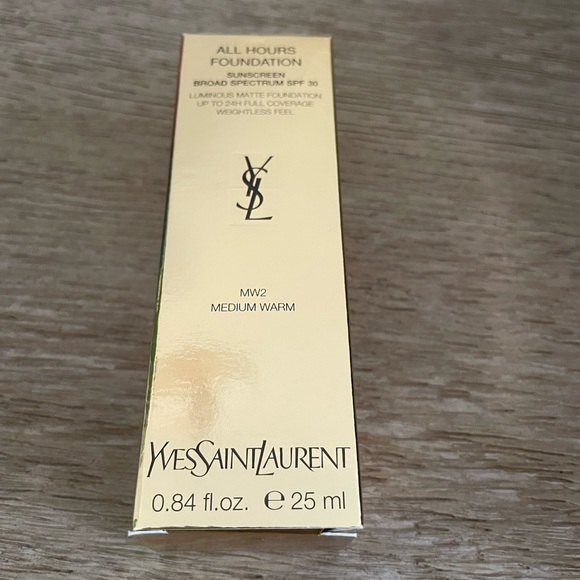 ALL HOURS
FOUNDATION
SUNSCREEN
BROAD SPECTRUM SPF 30
LUMINOUS MATTE FOUNDATION
UP TO 24H FULL COVERAGE
WEIGHTLESS FEEL
YSL
MW2
MEDIUM WARM
YVESSAINTLAURENT
0.84 fl.oz. ℮ 25 ml